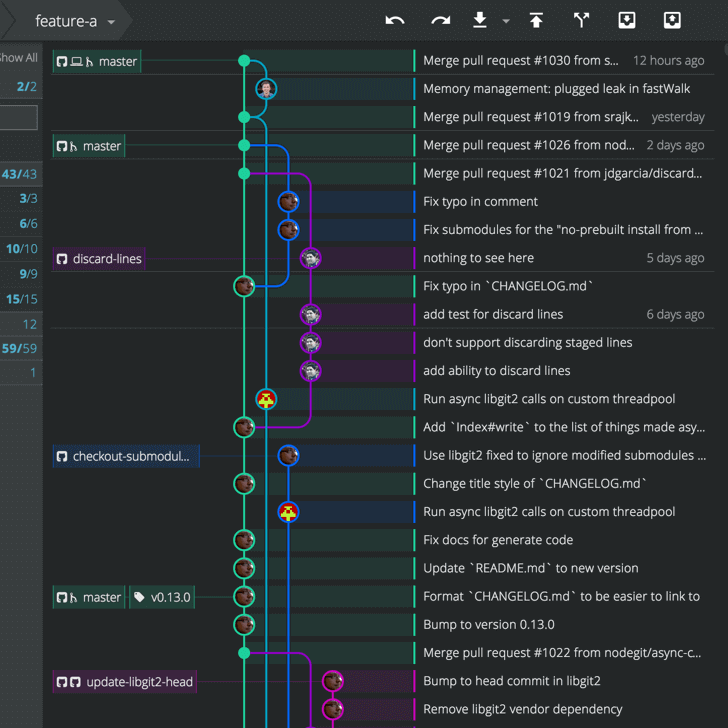 feature-a
Show All
2/2
43/43
3/3
6/6
10/10
9/9
15/15
12
59/59
1
master Merge pull request #1030 from s... 12 hours ago
Memory management: plugged leak in fastWalk
Merge pull request #1019 from srajk... yesterday
master Merge pull request #1026 from nod... 2 days ago
Merge pull request #1021 from jdgarcia/discard...
Fix typo in comment
Fix submodules for the "no-prebuilt install from ...
discard-lines nothing to see here 5 days ago
Fix typo in `CHANGELOG.md`
add test for discard lines 6 days ago
don't support discarding staged lines
add ability to discard lines
Run async libgit2 calls on custom threadpool
Add `Index#write` to the list of things made asy...
checkout-submodul... Use libgit2 fixed to ignore modified submodules ...
Change title style of `CHANGELOG.md`
Run async libgit2 calls on custom threadpool
Fix docs for generate code
Update `README.md` to new version
master v0.13.0 Format `CHANGELOG.md` to be easier to link to
Bump to version 0.13.0
Merge pull request #1022 from nodegit/async-c...
update-libgit2-head Bump to head commit in libgit2
Remove libgit2 vendor dependency